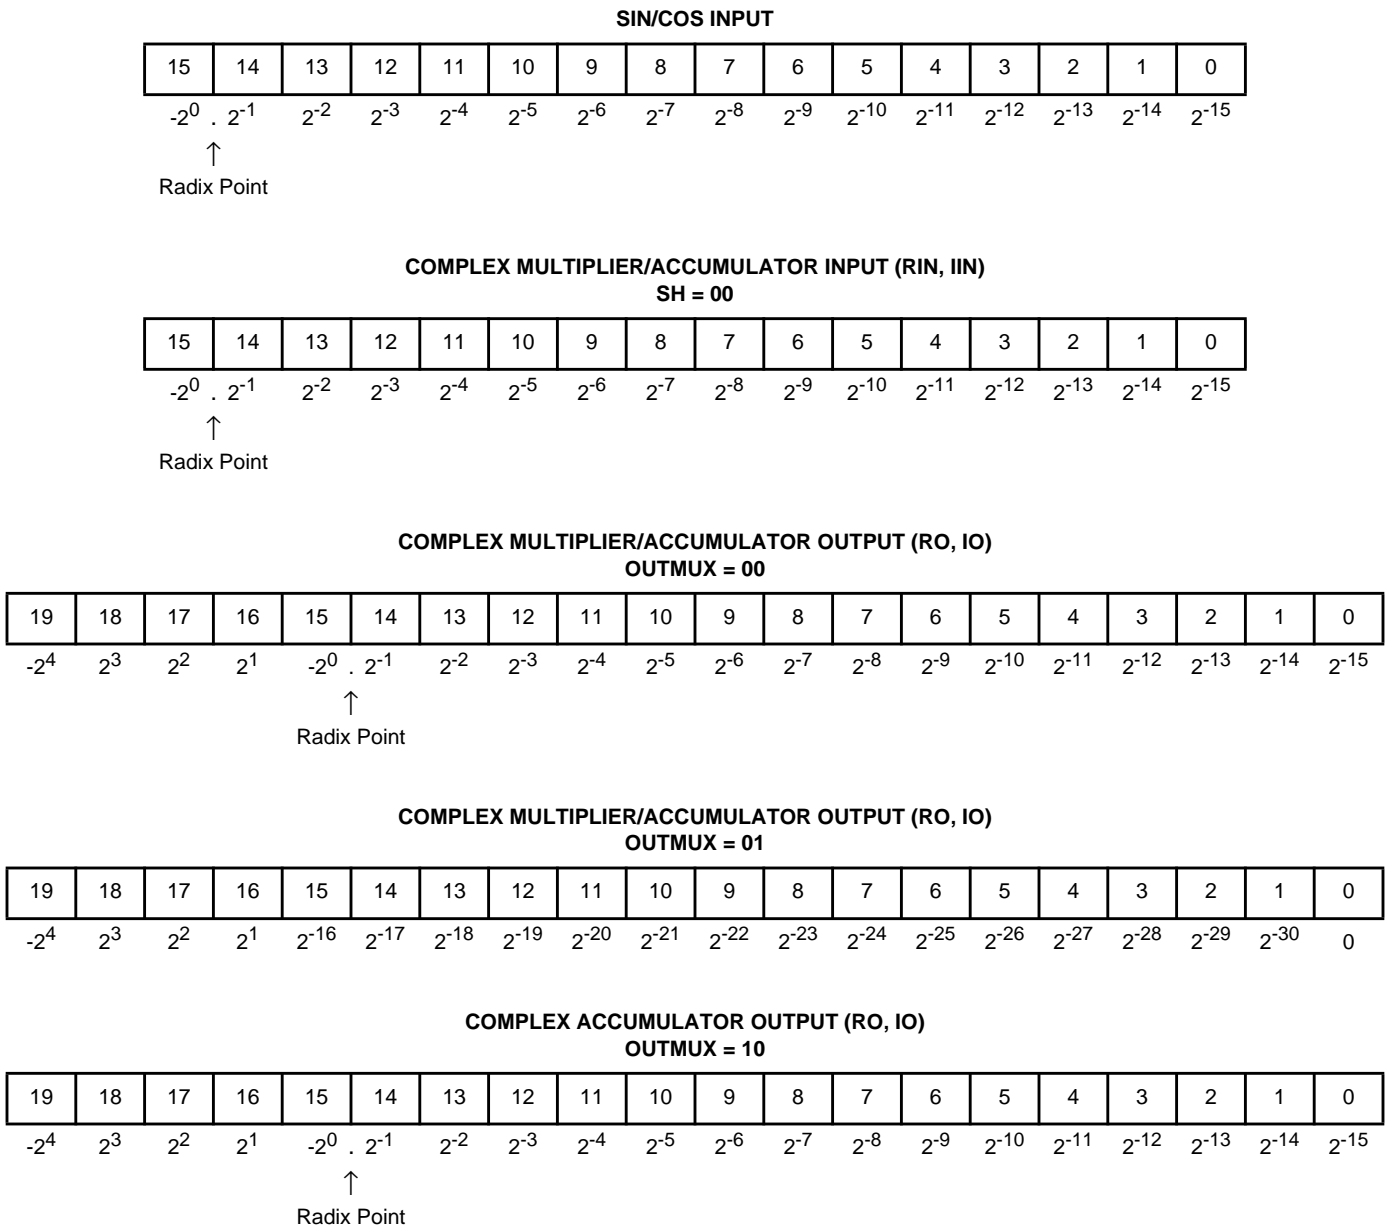 SIN/COS INPUT
15 14 13 12 11 10 9 8 7 6 5 4 3 2 1 0
-2^0 . 2^-1 2^-2 2^-3 2^-4 2^-5 2^-6 2^-7 2^-8 2^-9 2^-10 2^-11 2^-12 2^-13 2^-14 2^-15
↑
Radix Point
COMPLEX MULTIPLIER/ACCUMULATOR INPUT (RIN, IIN)
SH = 00
15 14 13 12 11 10 9 8 7 6 5 4 3 2 1 0
-2^0 . 2^-1 2^-2 2^-3 2^-4 2^-5 2^-6 2^-7 2^-8 2^-9 2^-10 2^-11 2^-12 2^-13 2^-14 2^-15
↑
Radix Point
COMPLEX MULTIPLIER/ACCUMULATOR OUTPUT (RO, IO)
OUTMUX = 00
19 18 17 16 15 14 13 12 11 10 9 8 7 6 5 4 3 2 1 0
-2^4 2^3 2^2 2^1 -2^0 . 2^-1 2^-2 2^-3 2^-4 2^-5 2^-6 2^-7 2^-8 2^-9 2^-10 2^-11 2^-12 2^-13 2^-14 2^-15
↑
Radix Point
COMPLEX MULTIPLIER/ACCUMULATOR OUTPUT (RO, IO)
OUTMUX = 01
19 18 17 16 15 14 13 12 11 10 9 8 7 6 5 4 3 2 1 0
-2^4 2^3 2^2 2^1 2^-16 2^-17 2^-18 2^-19 2^-20 2^-21 2^-22 2^-23 2^-24 2^-25 2^-26 2^-27 2^-28 2^-29 2^-30 0
COMPLEX ACCUMULATOR OUTPUT (RO, IO)
OUTMUX = 10
19 18 17 16 15 14 13 12 11 10 9 8 7 6 5 4 3 2 1 0
-2^4 2^3 2^2 2^1 -2^0 . 2^-1 2^-2 2^-3 2^-4 2^-5 2^-6 2^-7 2^-8 2^-9 2^-10 2^-11 2^-12 2^-13 2^-14 2^-15
↑
Radix Point